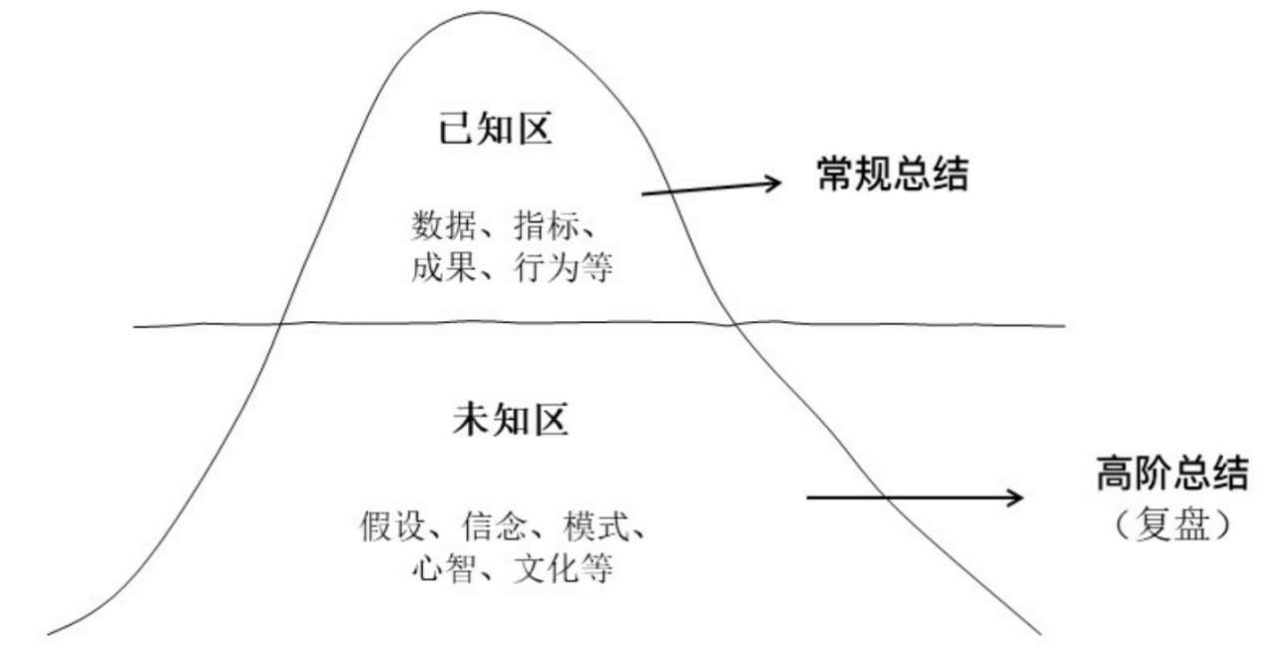 已知区
常规总结
数据、指标、
成果、行为等
未知区
高阶总结
（复盘）
假设、信念、模式、
心智、文化等